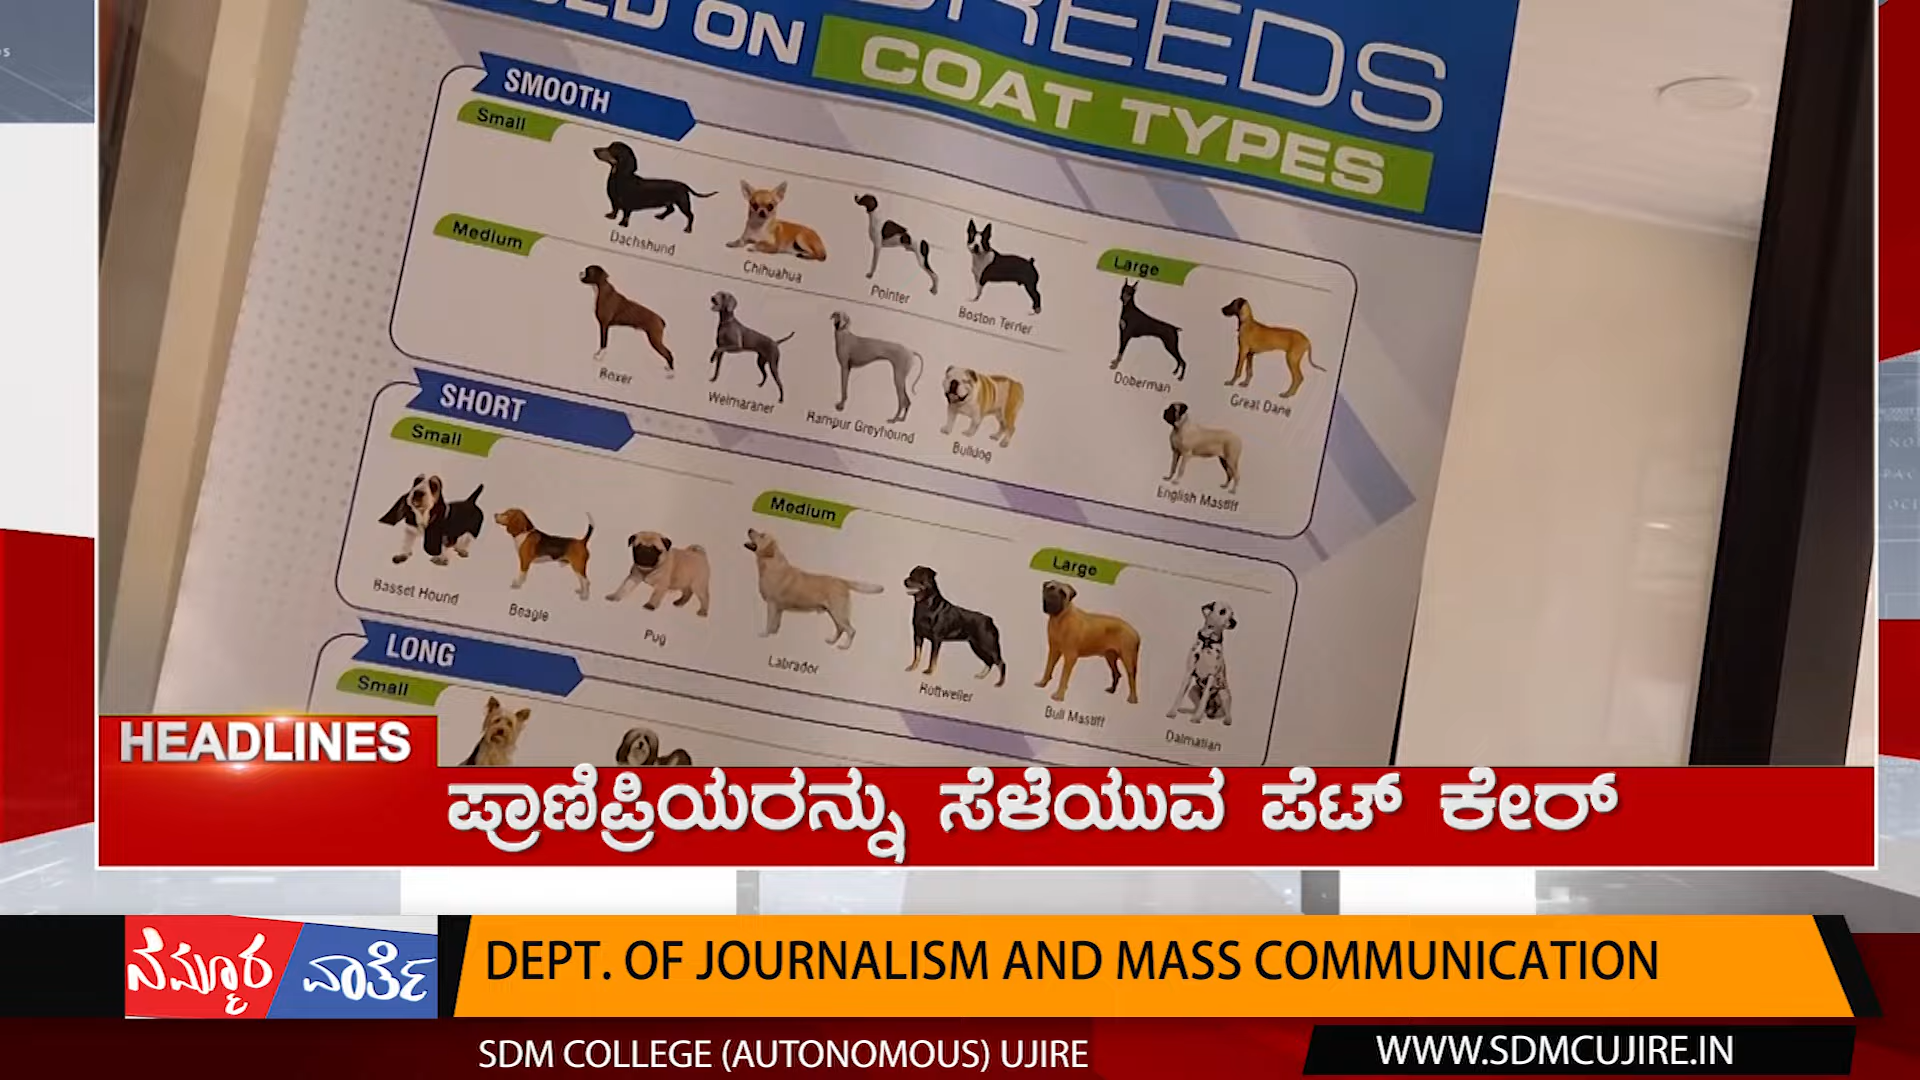 BREEDS
ON COAT TYPES
SMOOTH
Small
Dachshund
Chihuahua
Pointer
Boston Terrier
Medium
Boxer
Weimaraner
Rampur Greyhound
Bulldog
Large
Doberman
Great Dane
English Mastiff
SHORT
Small
Basset Hound
Beagle
Pug
Medium
Labrador
Rottweiler
Large
Bull Mastiff
Dalmatian
LONG
Small
HEADLINES
ಪ್ರಾಣಿಪ್ರಿಯರನ್ನು ಸೆಳೆಯುವ ಪೆಟ್ ಕೇರ್
ನೆಮ್ಮೂರ ವಾರ್ತೆ
DEPT. OF JOURNALISM AND MASS COMMUNICATION
SDM COLLEGE (AUTONOMOUS) UJIRE
WWW.SDMCUJIRE.IN